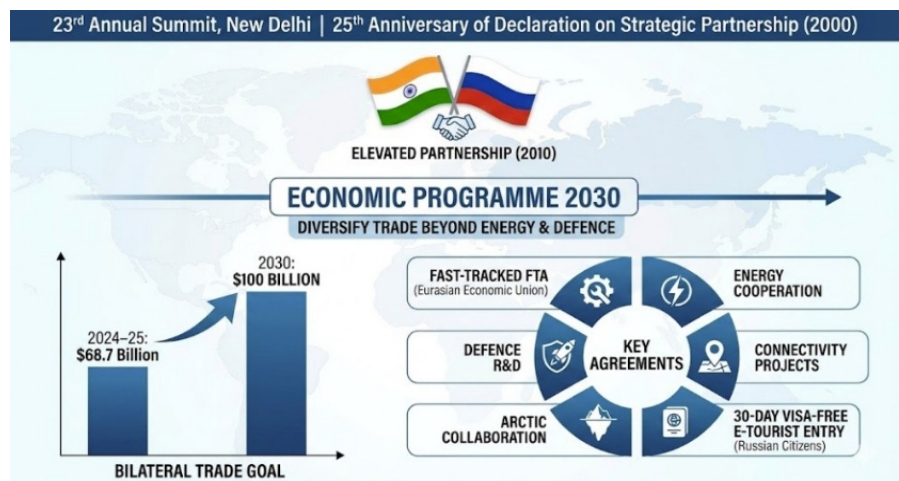 23rd Annual Summit, New Delhi | 25th Anniversary of Declaration on Strategic Partnership (2000)
ELEVATED PARTNERSHIP (2010)
ECONOMIC PROGRAMME 2030
DIVERSIFY TRADE BEYOND ENERGY & DEFENCE
2030:
$100 BILLION
2024–25:
$68.7 Billion
BILATERAL TRADE GOAL
FAST-TRACKED FTA
(Eurasian Economic Union)
ENERGY
COOPERATION
DEFENCE
R&D
KEY
AGREEMENTS
CONNECTIVITY
PROJECTS
ARCTIC
COLLABORATION
30-DAY VISA-FREE
E-TOURIST ENTRY
(Russian Citizens)